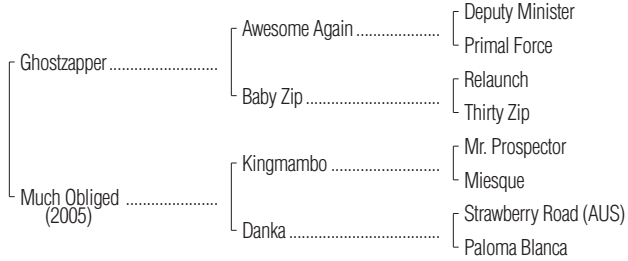 Deputy Minister
Awesome Again ....................
Primal Force
Ghostzapper ..........................
Relaunch
Baby Zip ................................
Thirty Zip
Mr. Prospector
Kingmambo ..........................
Miesque
Much Obliged ......................
(2005)
Strawberry Road (AUS)
Danka ....................................
Paloma Blanca